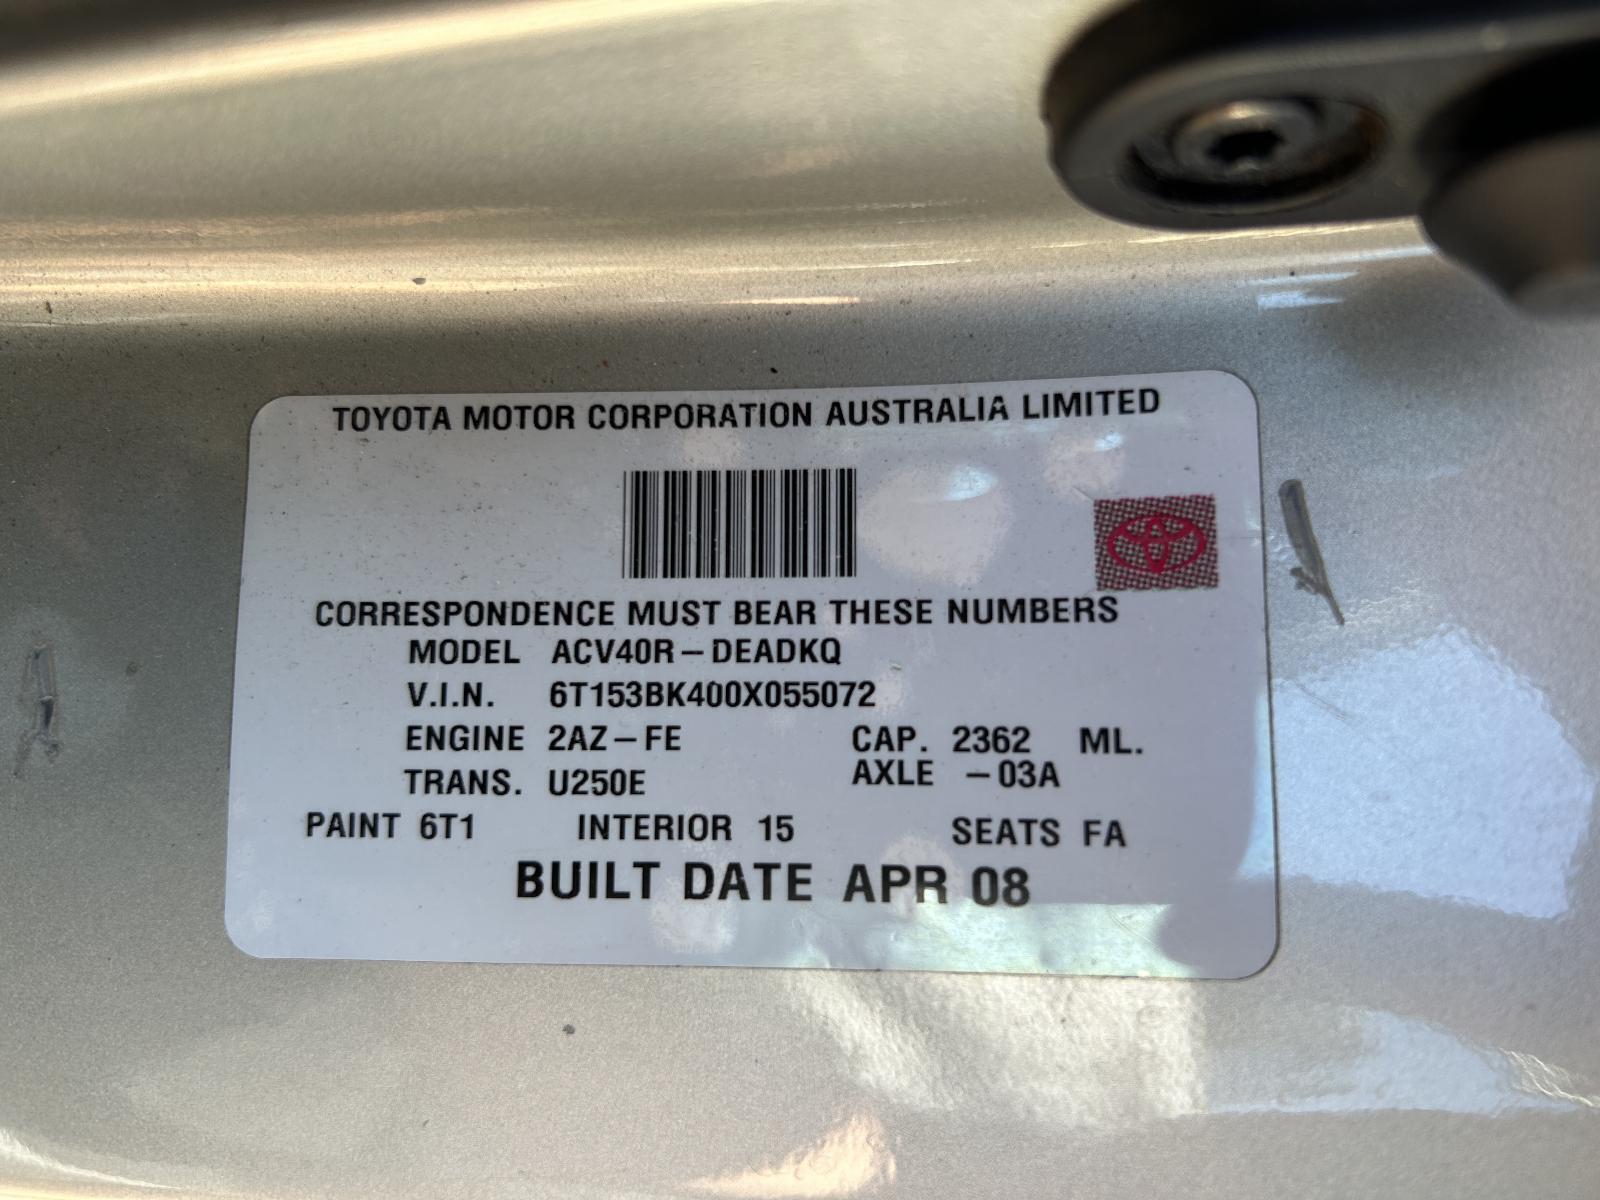 TOYOTA MOTOR CORPORATION AUSTRALIA LIMITED
CORRESPONDENCE MUST BEAR THESE NUMBERS
MODEL ACV40R-DEADKQ
V.I.N. 6T153BK400X055072
ENGINE 2AZ-FE CAP. 2362 ML.
TRANS. U250E AXLE -03A
PAINT 6T1 INTERIOR 15 SEATS FA
BUILT DATE APR 08